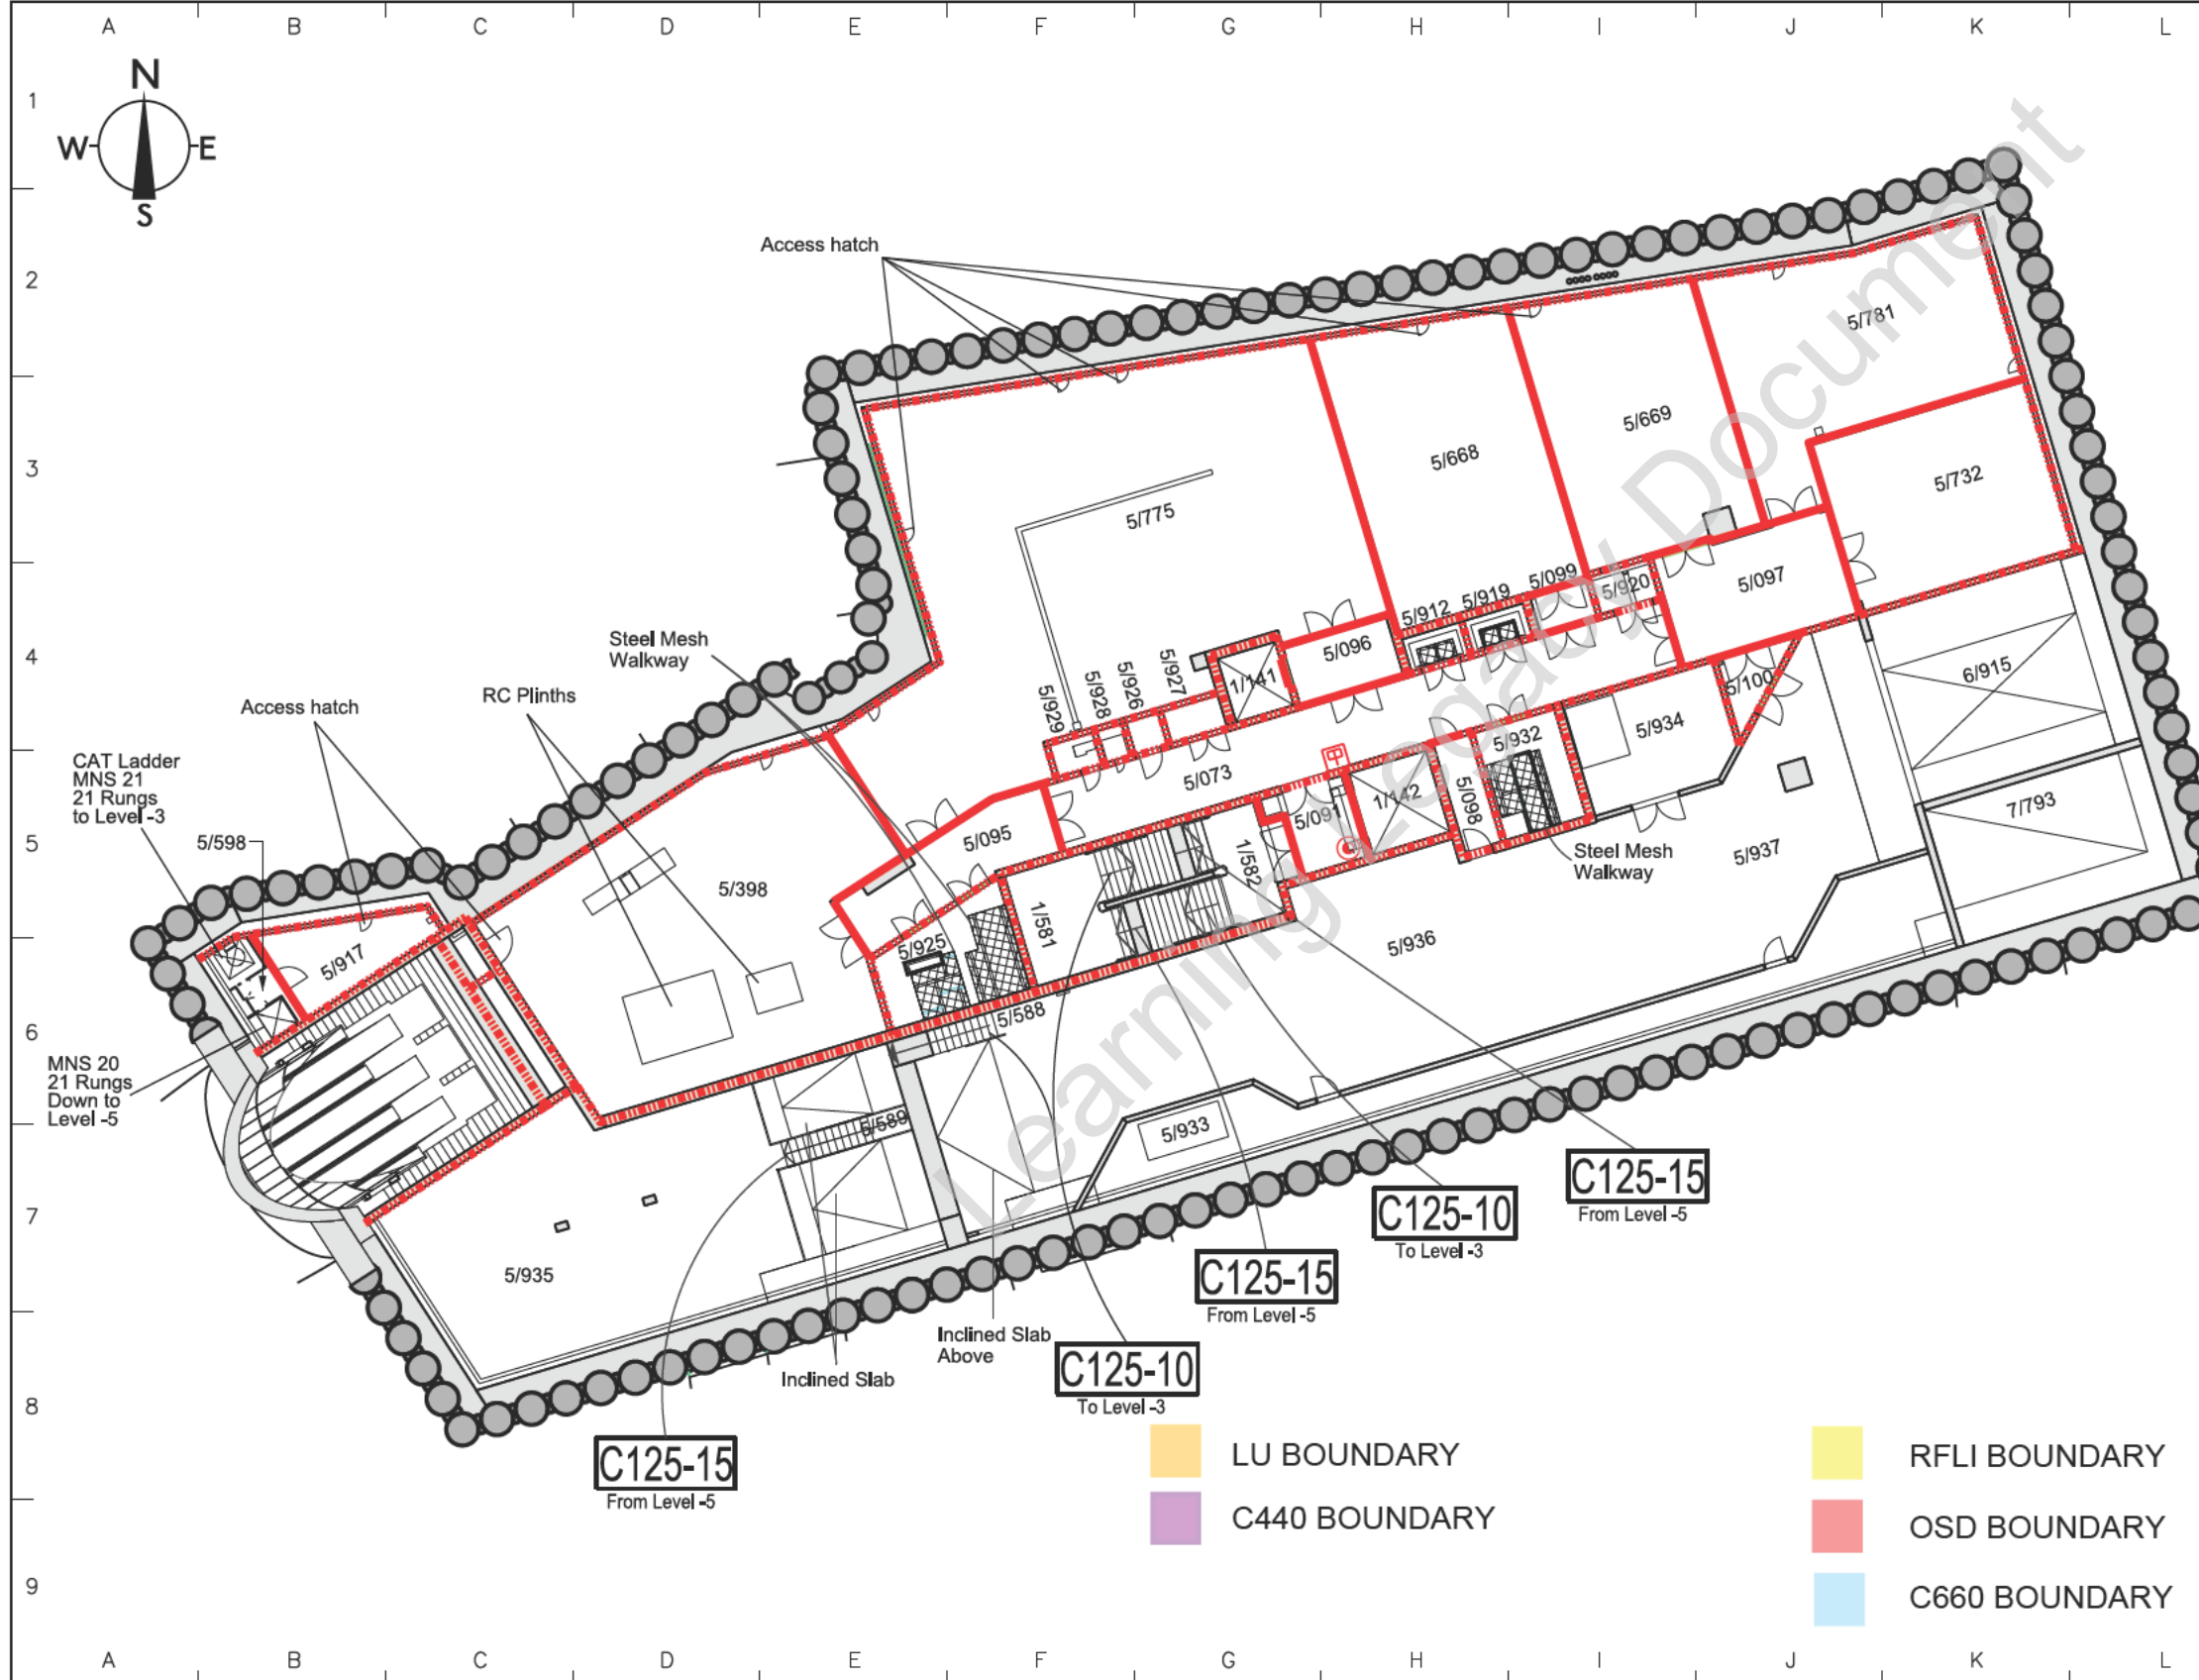 A B C D E F G H I J K L
N
W E
S
1
2
3
4
5
6
7
8
9
Access hatch
5/781
5/669
5/668
5/732
5/775
5/099
5/920
5/097
5/912
5/919
Steel Mesh
Walkway
5/096
6/915
RC Plinths
Access hatch
5/927
5/926
5/928
5/929
1/141
5/100
5/934
5/932
CAT Ladder
MNS 21
21 Rungs
to Level -3
5/073
1/142
5/098
5/091
7/793
5/598
5/095
1/582
Steel Mesh
Walkway
5/937
5/398
1/581
5/936
5/925
5/917
5/588
MNS 20
21 Rungs
Down to
Level -5
5/589
5/933
C125-15
From Level -5
C125-10
To Level -3
C125-15
From Level -5
5/935
Inclined Slab
Above
C125-10
To Level -3
Inclined Slab
C125-15
From Level -5
LU BOUNDARY
C440 BOUNDARY
RFLI BOUNDARY
OSD BOUNDARY
C660 BOUNDARY
Learning Legacy Document
A B C D E F G H I J K L